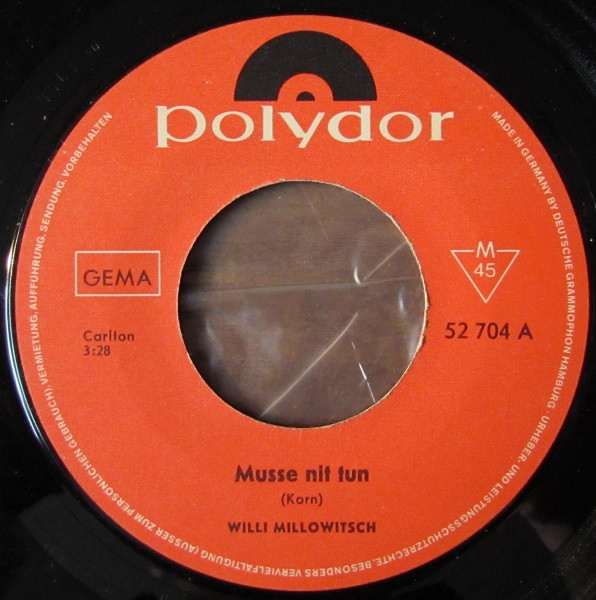 polydor
GEMA
M
45
Carlton
3:28
52 704 A
Musse nit tun
(Korn)
WILLI MILLOWITSCH
MADE IN GERMANY BY DEUTSCHE GRAMMOPHON HAMBURG · URHEBER- UND LEISTUNGSSCHUTZRECHTE, BESONDERS VERVIELFÄLTIGUNG (AUSSER ZUM PERSÖNLICHEN GEBRAUCH), VERMIETUNG, AUFFÜHRUNG, SENDUNG, VORBEHALTEN